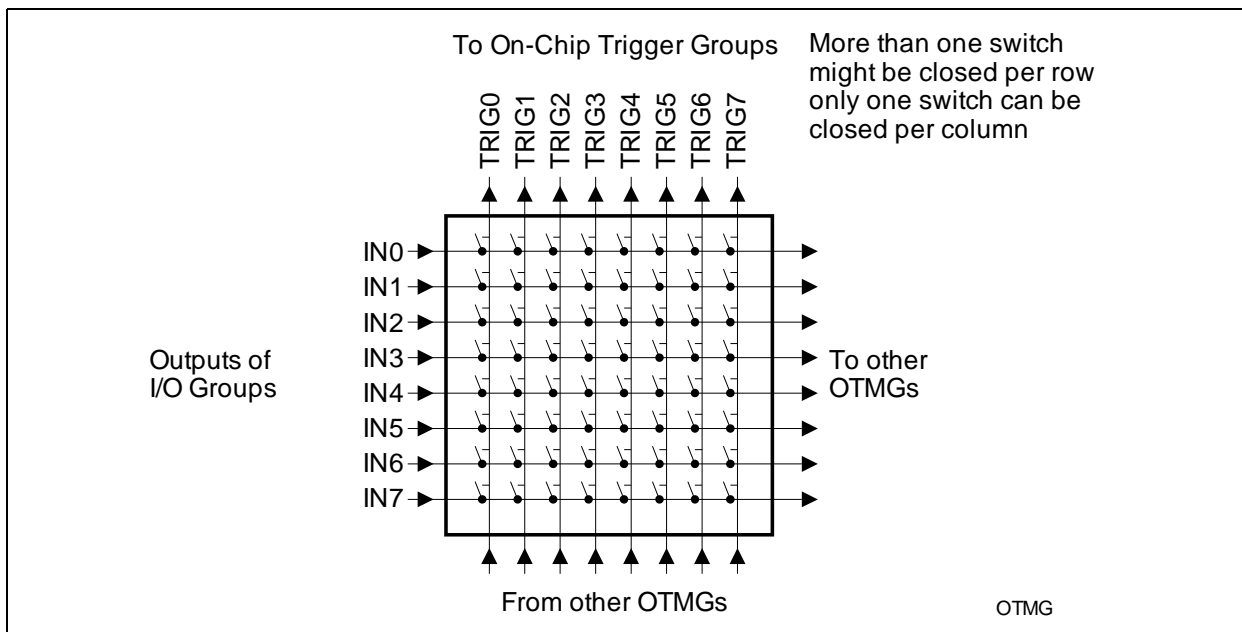 To On-Chip Trigger Groups
More than one switch
might be closed per row
only one switch can be
closed per column
TRIG0
TRIG1
TRIG2
TRIG3
TRIG4
TRIG5
TRIG6
TRIG7
IN0
IN1
IN2
IN3
IN4
IN5
IN6
IN7
Outputs of
I/O Groups
To other
OTMGs
From other OTMGs
OTMG